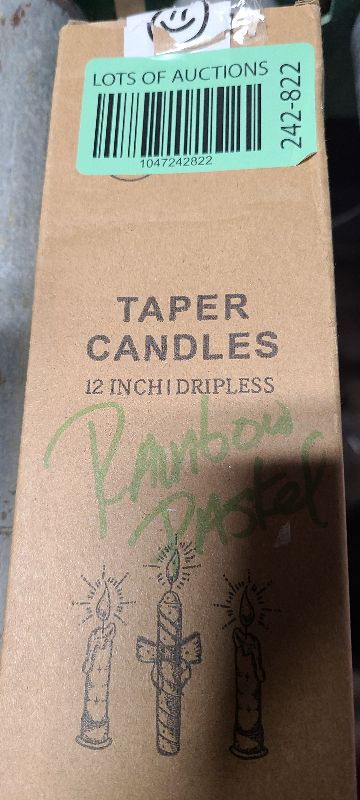 LOTS OF AUCTIONS
242-822
1047242822
TAPER
CANDLES
12 INCH | DRIPLESS
Rainbow
Pastel